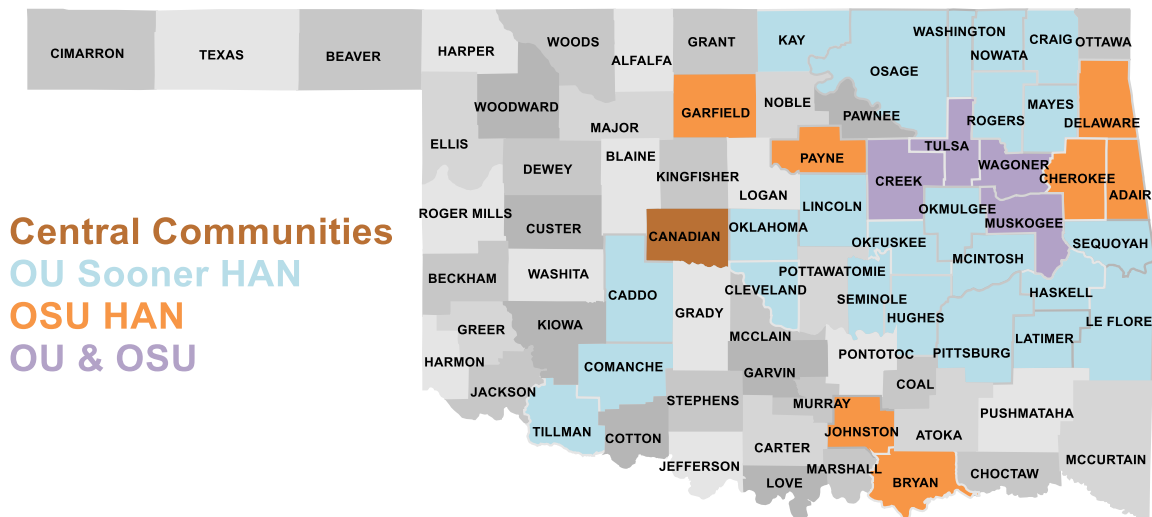 CIMARRON
TEXAS
BEAVER
HARPER
WOODS
ALFALFA
GRANT
KAY
WASHINGTON
NOWATA
CRAIG
OTTAWA
OSAGE
WOODWARD
GARFIELD
NOBLE
PAWNEE
ROGERS
MAYES
DELAWARE
ELLIS
MAJOR
DEWEY
BLAINE
KINGFISHER
PAYNE
TULSA
WAGONER
CHEROKEE
ADAIR
LOGAN
CREEK
LINCOLN
ROGER MILLS
CUSTER
CANADIAN
OKLAHOMA
OKMULGEE
MUSKOGEE
OKFUSKEE
SEQUOYAH
MCINTOSH
Central Communities
OU Sooner HAN
OSU HAN
OU & OSU
BECKHAM
WASHITA
CADDO
GRADY
CLEVELAND
POTTAWATOMIE
SEMINOLE
HUGHES
HASKELL
LE FLORE
GREER
KIOWA
MCCLAIN
HARMON
COMANCHE
GARVIN
PONTOTOC
PITTSBURG
LATIMER
JACKSON
TILLMAN
COTTON
STEPHENS
MURRAY
COAL
PUSHMATAHA
JOHNSTON
ATOKA
CARTER
JEFFERSON
LOVE
MARSHALL
BRYAN
CHOCTAW
MCCURTAIN